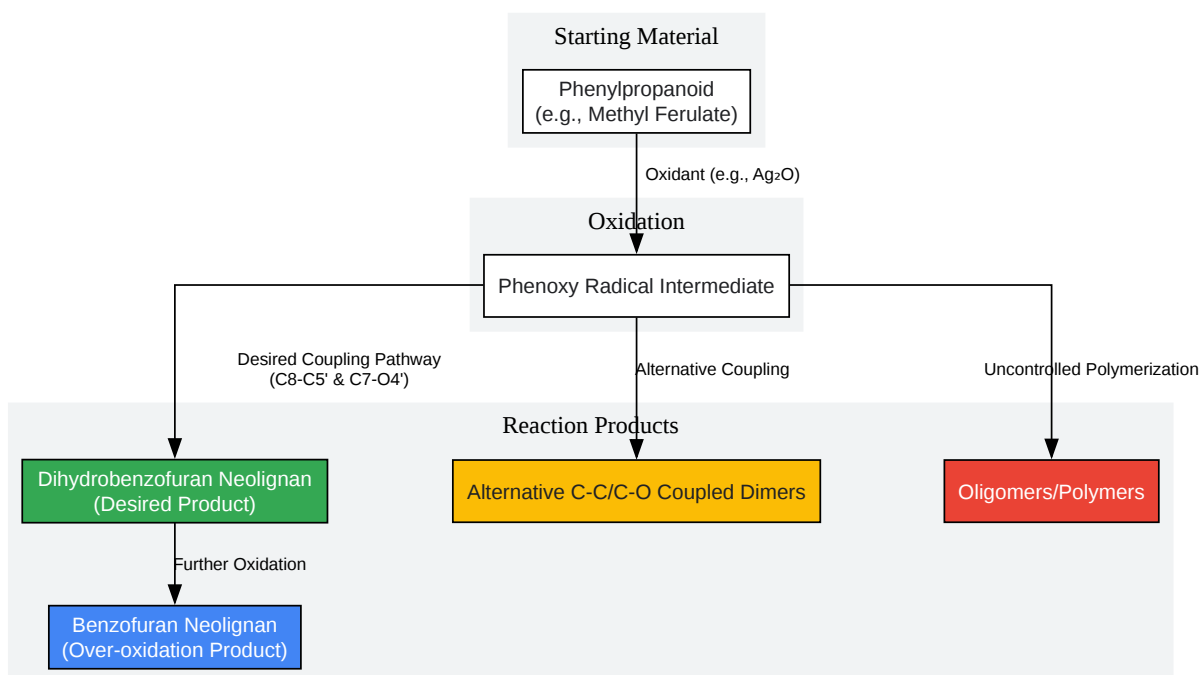 Starting Material
Phenylpropanoid
(e.g., Methyl Ferulate)
Oxidant (e.g., Ag₂O)
Oxidation
Phenoxy Radical Intermediate
Desired Coupling Pathway
(C8-C5' & C7-O4')
Alternative Coupling
Uncontrolled Polymerization
Reaction Products
Dihydrobenzofuran Neolignan
(Desired Product)
Alternative C-C/C-O Coupled Dimers
Oligomers/Polymers
Further Oxidation
Benzofuran Neolignan
(Over-oxidation Product)